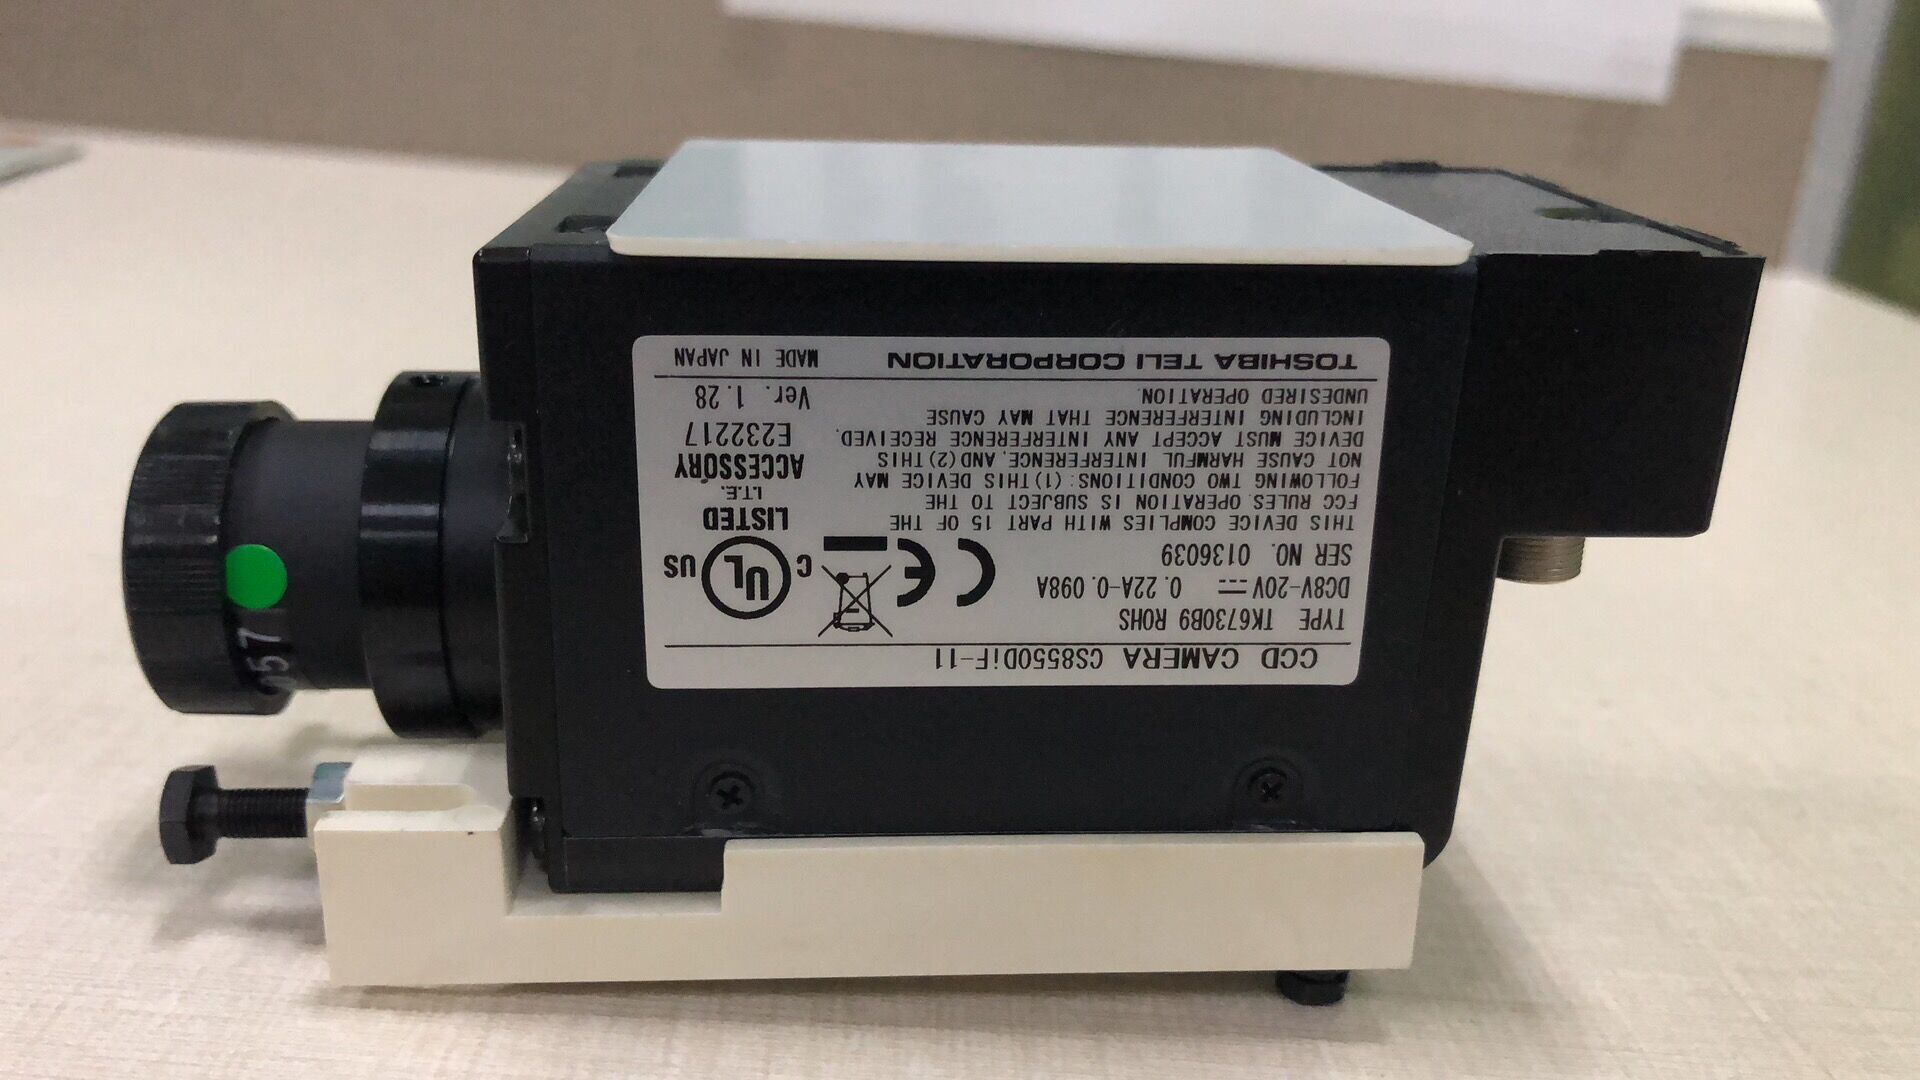 CCD CAMERA CS8550DiF-11
TYPE TK6730B9 ROHS
DC8V-20V 0.22A-0.098A
SER NO. 0136039
CE
C UL US
LISTED
I.T.E.
ACCESSORY
E232217
Ver. 1.28
THIS DEVICE COMPLIES WITH PART 15 OF THE
FCC RULES. OPERATION IS SUBJECT TO THE
FOLLOWING TWO CONDITIONS: (1) THIS DEVICE MAY
NOT CAUSE HARMFUL INTERFERENCE, AND (2) THIS
DEVICE MUST ACCEPT ANY INTERFERENCE RECEIVED,
INCLUDING INTERFERENCE THAT MAY CAUSE
UNDESIRED OPERATION.
TOSHIBA TELI CORPORATION MADE IN JAPAN
057